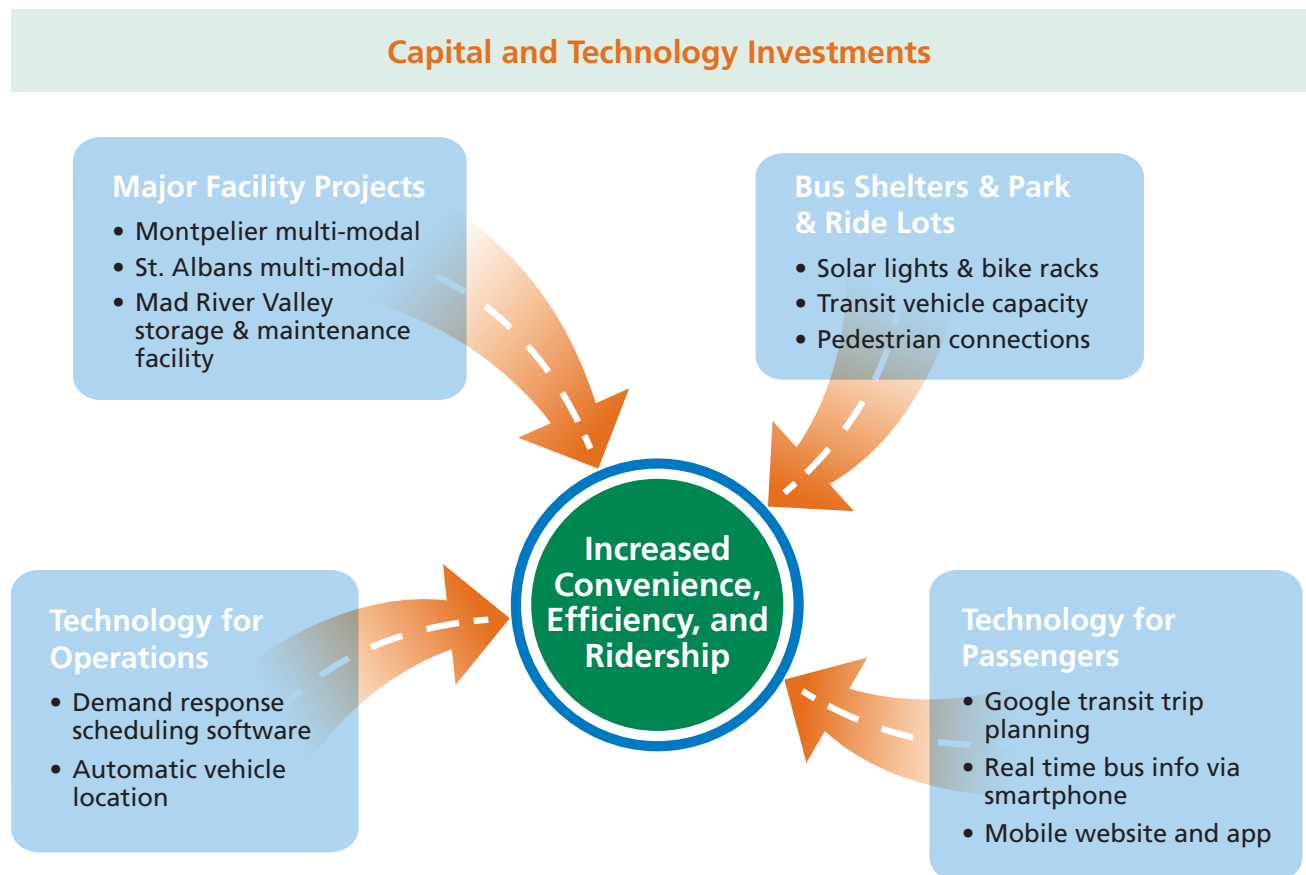 Capital and Technology Investments
Major Facility Projects
• Montpelier multi-modal
• St. Albans multi-modal
• Mad River Valley
storage & maintenance
facility
Bus Shelters & Park
& Ride Lots
• Solar lights & bike racks
• Transit vehicle capacity
• Pedestrian connections
Increased
Convenience,
Efficiency, and
Ridership
Technology for
Operations
• Demand response
scheduling software
• Automatic vehicle
location
Technology for
Passengers
• Google transit trip
planning
• Real time bus info via
smartphone
• Mobile website and app